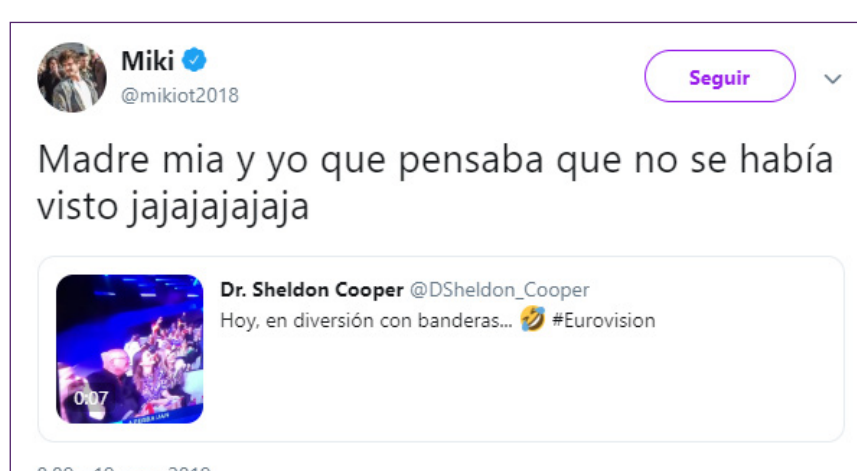 Miki
@mikiot2018
Seguir
Madre mia y yo que pensaba que no se había
visto jajajajajaja
Dr. Sheldon Cooper @DSheldon_Cooper
Hoy, en diversión con banderas... 🤣 #Eurovision
0:07